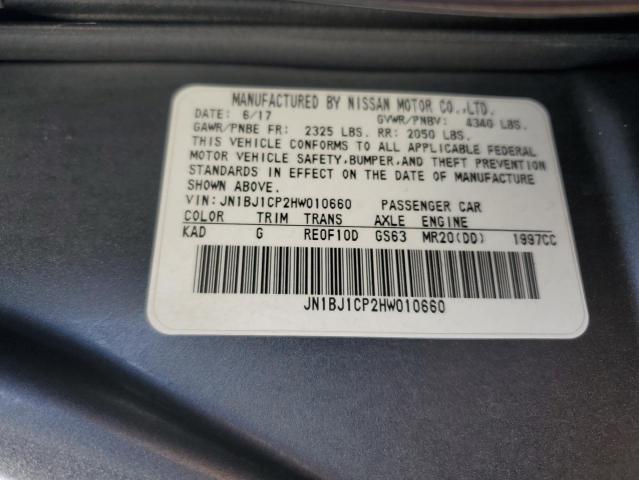 MANUFACTURED BY NISSAN MOTOR CO.,LTD.
DATE: 6/17 GVWR/PNBV: 4340 LBS.
GAWR/PNBE FR: 2325 LBS. RR: 2050 LBS.
THIS VEHICLE CONFORMS TO ALL APPLICABLE FEDERAL
MOTOR VEHICLE SAFETY,BUMPER,AND THEFT PREVENTION
STANDARDS IN EFFECT ON THE DATE OF MANUFACTURE
SHOWN ABOVE.
VIN: JN1BJ1CP2HW010660 PASSENGER CAR
COLOR TRIM TRANS AXLE ENGINE
KAD G RE0F10D GS63 MR20(DD) 1997CC
JN1BJ1CP2HW010660